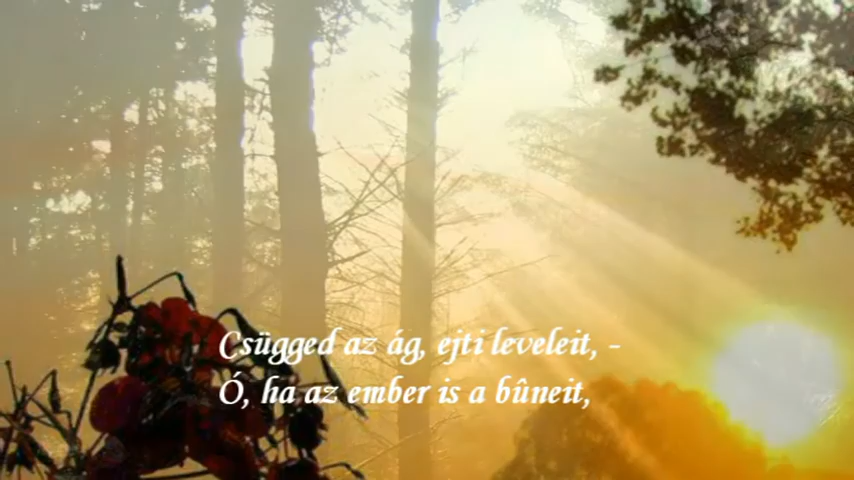 Csügged az ág, ejti leveleit, -
Ó, ha az ember is a bûneit,